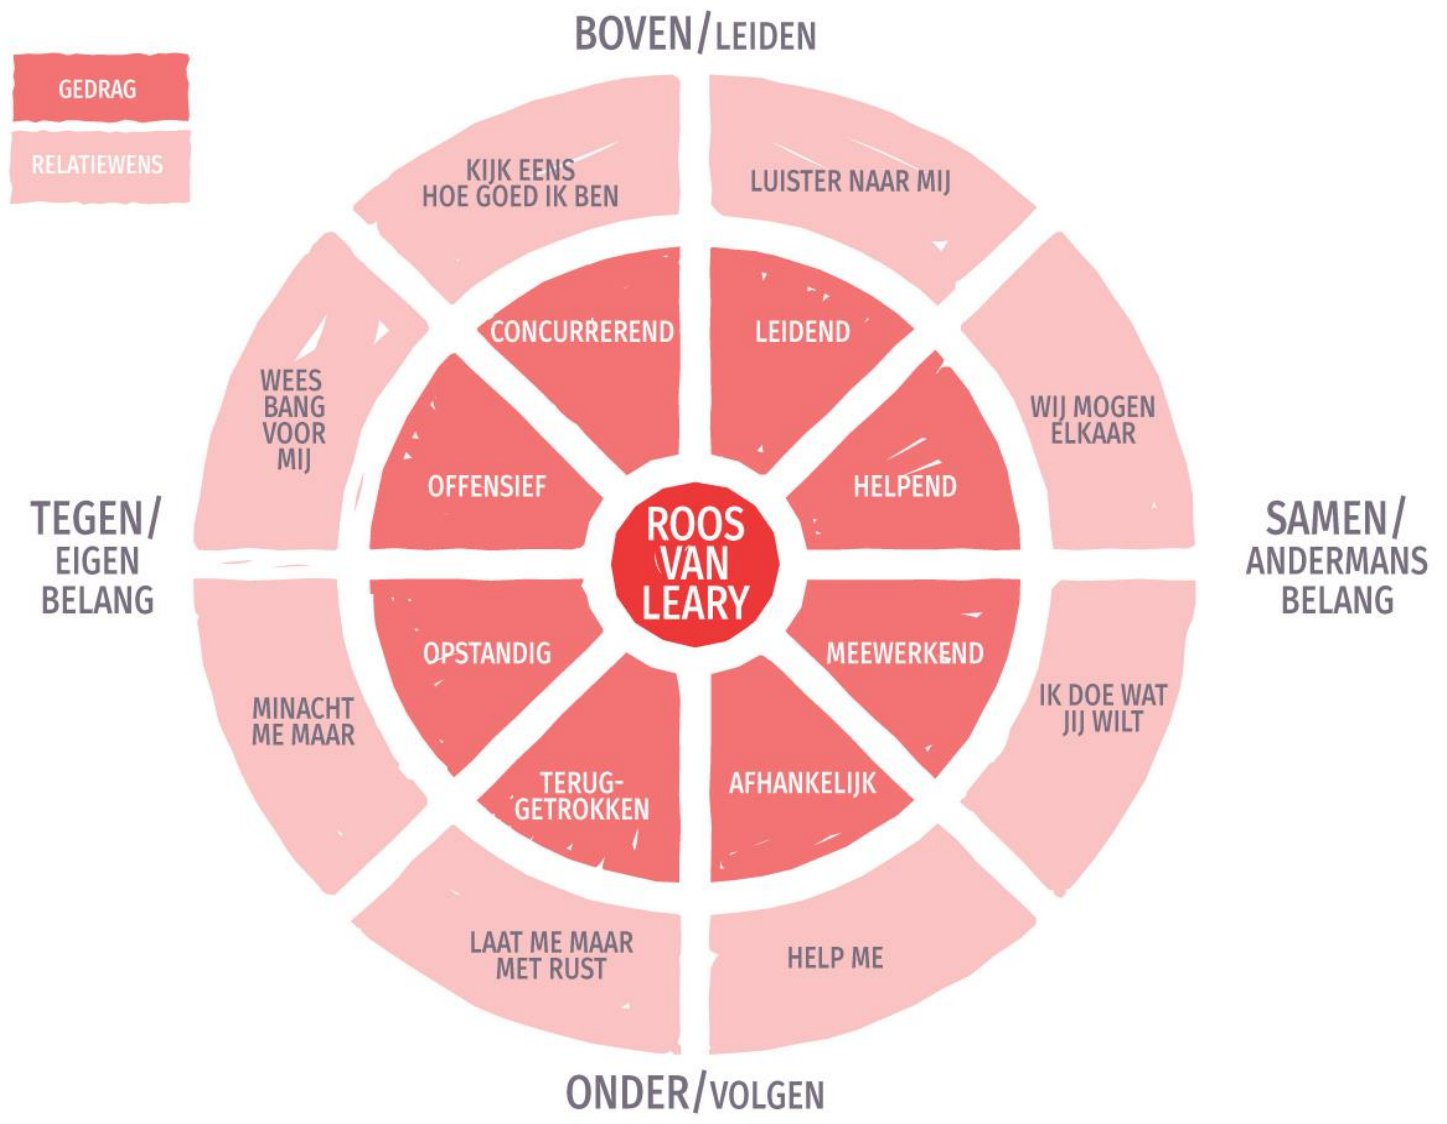 BOVEN/LEIDEN
GEDRAG
RELATIEWENS
KIJK EENS
HOE GOED IK BEN
LUISTER NAAR MIJ
WEES
BANG
VOOR
MIJ
WIJ MOGEN
ELKAAR
CONCURREREND
LEIDEND
OFFENSIEF
HELPEND
TEGEN/
EIGEN
BELANG
ROOS
VAN
LEARY
SAMEN/
ANDERMANS
BELANG
OPSTANDIG
MEEWERKEND
MINACHT
ME MAAR
IK DOE WAT
JIJ WILT
TERUG-
GETROKKEN
AFHANKELIJK
LAAT ME MAAR
MET RUST
HELP ME
ONDER/VOLGEN